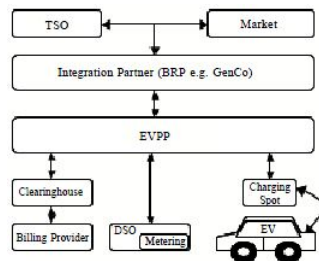 TSO
Market
Integration Partner (BRP e.g. GenCo)
EVPP
Clearinghouse
Charging
Spot
Billing Provider
DSO
Metering
EV